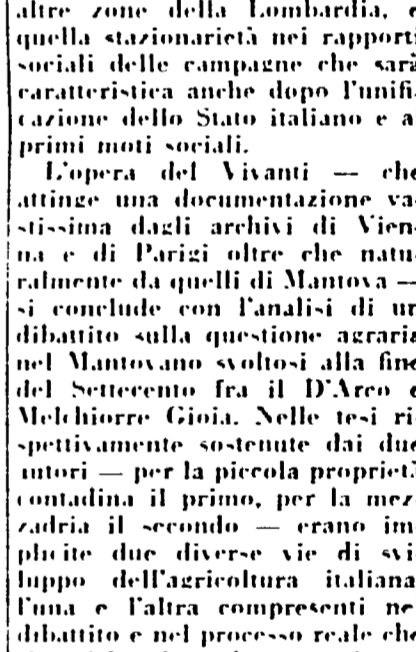 altre zone della Lombardia, e
quella stazionarietà nei rapporti
sociali delle campagne che sarà
caratteristica anche dopo l'unifi
cazione dello Stato italiano e a
primi moti sociali.
L'opera del Vivanti — che
attinge una documentazione va-
stissima dagli archivi di Vien-
na e di Parigi oltre che natu-
ralmente da quelli di Mantova —
si conclude con l'analisi di un
dibattito sulla questione agraria
nel Mantovano svoltosi alla fine
del Settecento fra il D'Arco e
Melchiorre Gioia. Nelle tesi ri
spettivamente sostenute dai due
autori — per la piccola proprietà
contadina il primo, per la mez
zadria il secondo — erano im
plicite due diverse vie di svi
luppo dell'agricoltura italiana
l'una e l'altra compresenti ne
dibattito e nel processo reale che